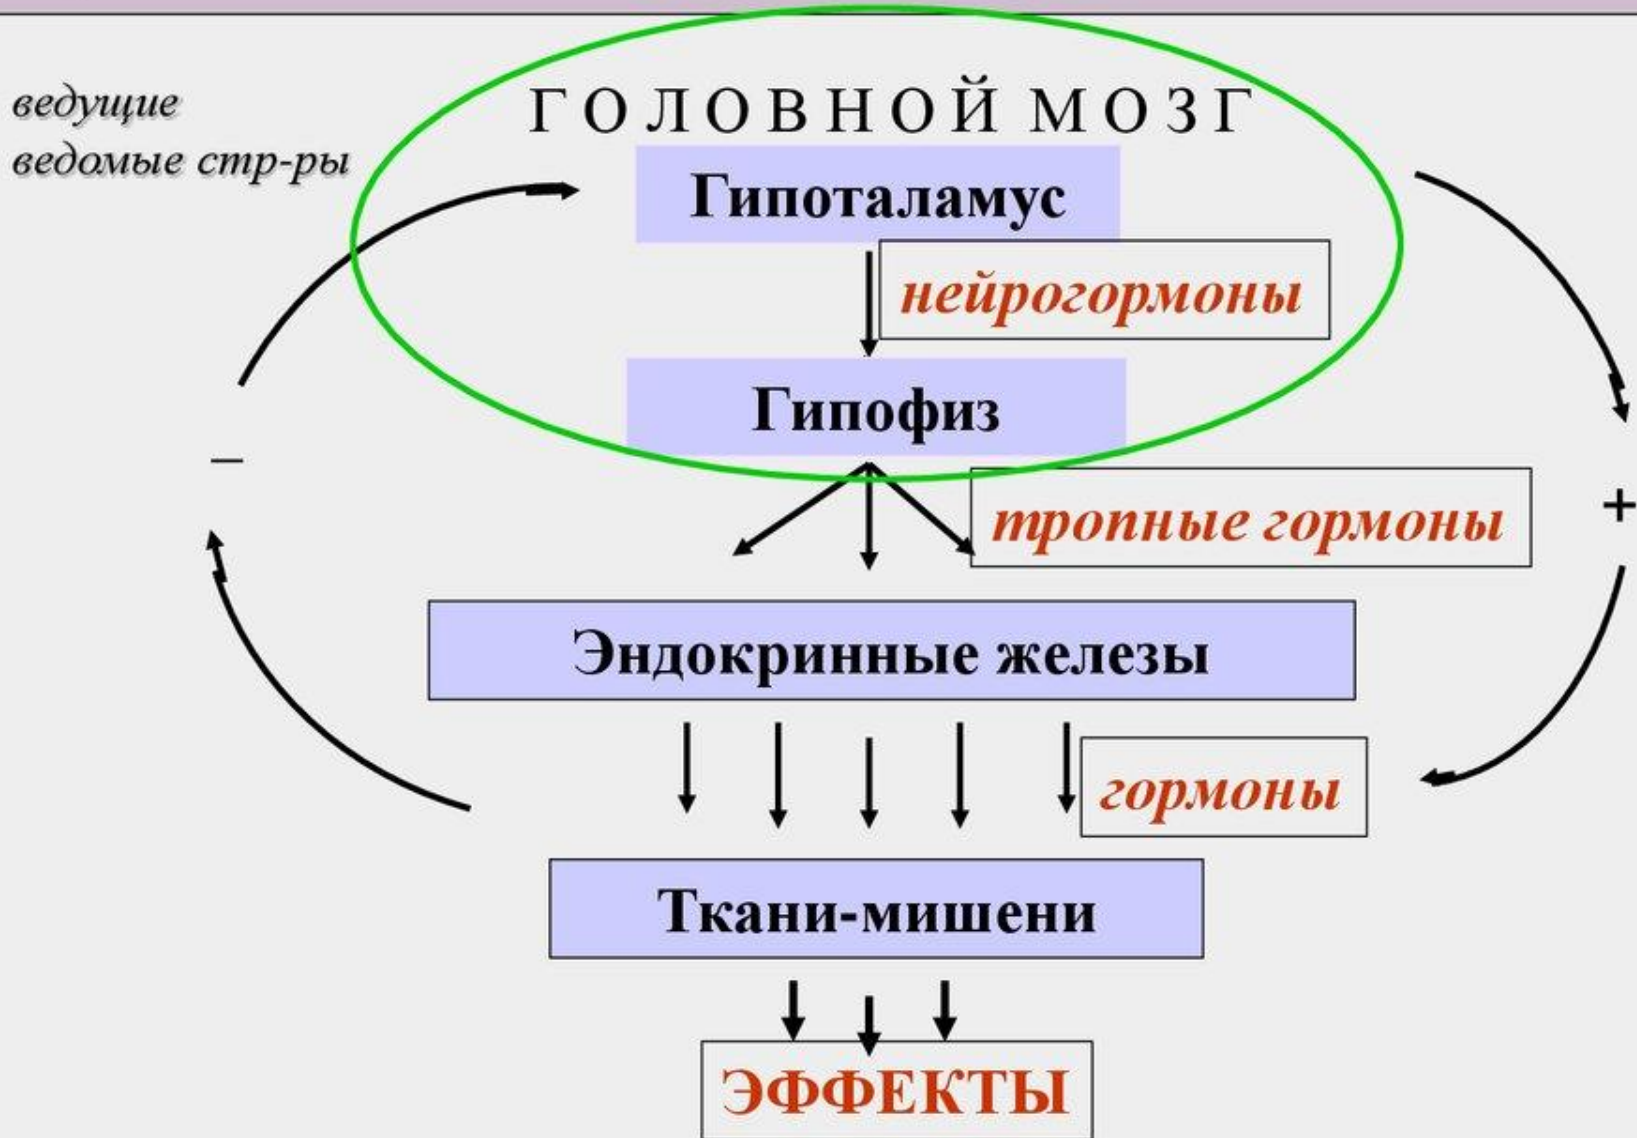 ведущие
ведомые стр-ры
ГОЛОВНОЙ МОЗГ
Гипоталамус
нейрогормоны
Гипофиз
–
тропные гормоны
+
Эндокринные железы
гормоны
Ткани-мишени
ЭФФЕКТЫ